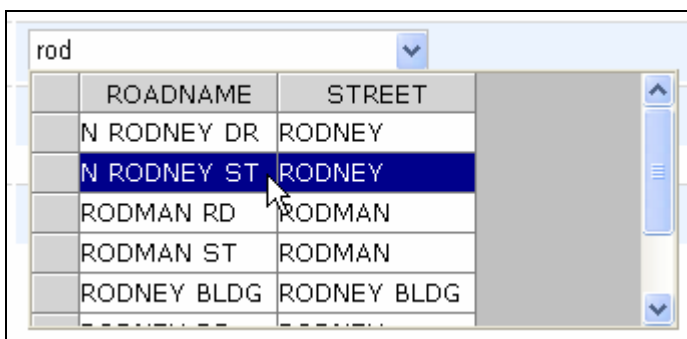 rod
ROADNAME STREET
N RODNEY DR RODNEY
N RODNEY ST RODNEY
RODMAN RD RODMAN
RODMAN ST RODMAN
RODNEY BLDG RODNEY BLDG